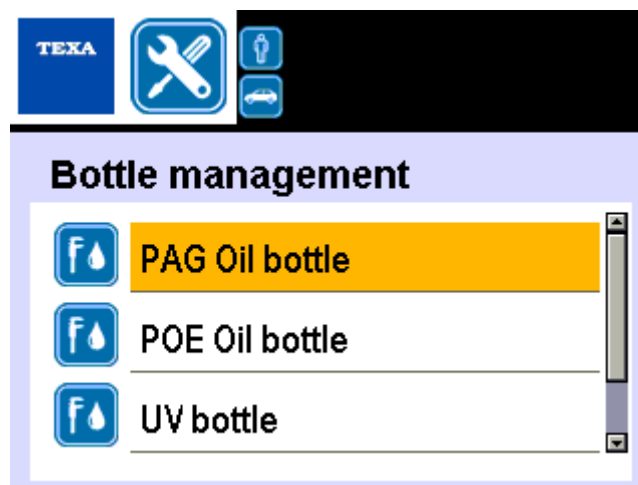 TEXA
Bottle management
PAG Oil bottle
POE Oil bottle
UV bottle